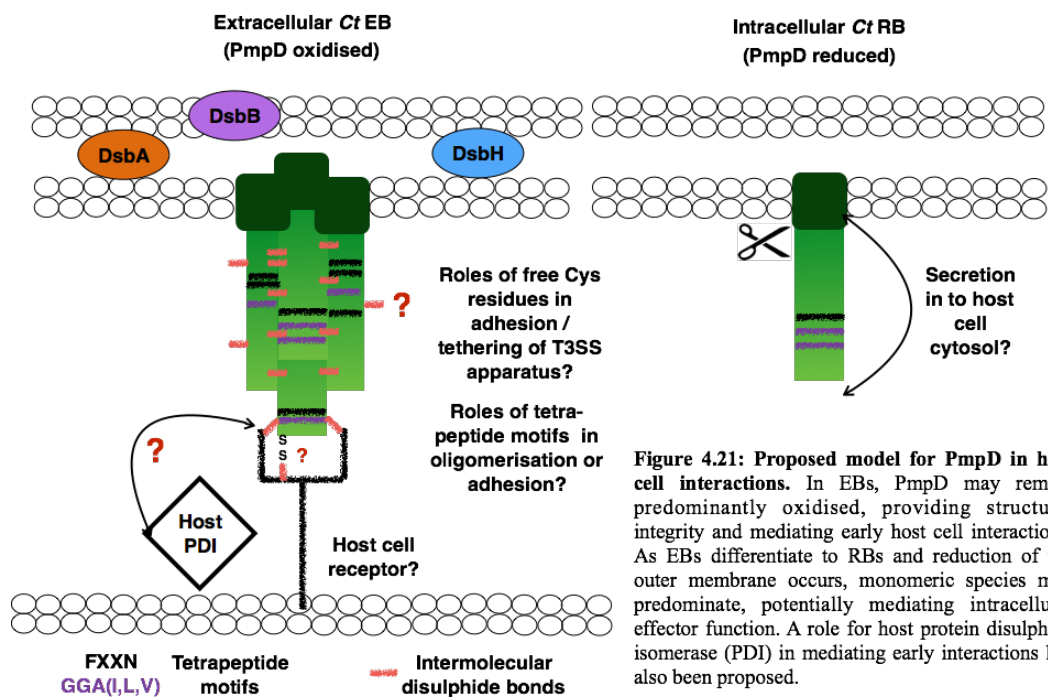 Extracellular Ct EB
(PmpD oxidised)
Intracellular Ct RB
(PmpD reduced)
DsbB
DsbA
DsbH
Roles of free Cys
residues in
adhesion /
tethering of T3SS
apparatus?
?
Secretion
in to host
cell
cytosol?
Roles of tetra-
peptide motifs in
oligomerisation or
adhesion?
S
S ?
?
Host
PDI
Host cell
receptor?
FXXN
GGA(I,L,V)
Tetrapeptide
motifs
Intermolecular
disulphide bonds
Figure 4.21: Proposed model for PmpD in h
cell interactions. In EBs, PmpD may rem
predominantly oxidised, providing structu
integrity and mediating early host cell interaction
As EBs differentiate to RBs and reduction of
outer membrane occurs, monomeric species m
predominate, potentially mediating intracellu
effector function. A role for host protein disulph
isomerase (PDI) in mediating early interactions
also been proposed.